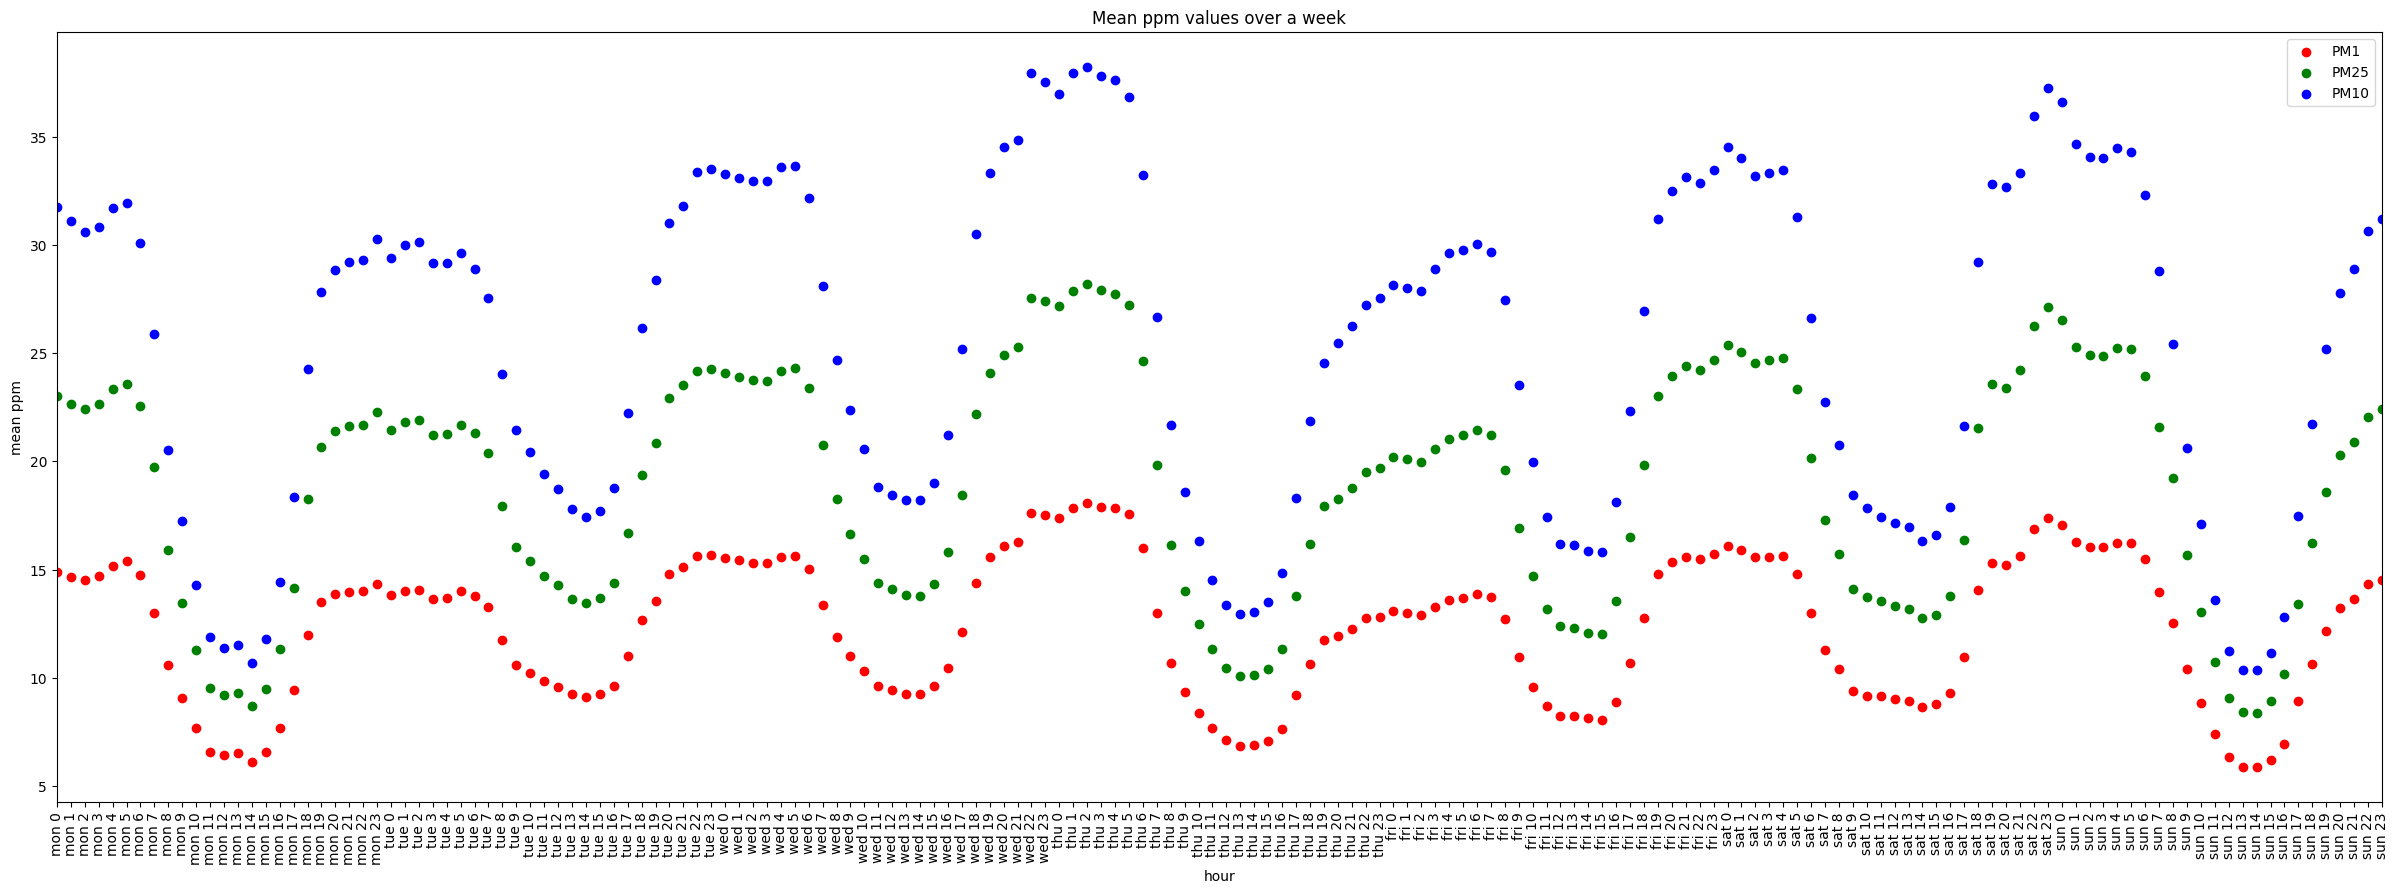 Mean ppm values over a week
PM1
PM25
PM10
mean ppm
35
30
25
20
15
10
5
mon 0
mon 1
mon 2
mon 3
mon 4
mon 5
mon 6
mon 7
mon 8
mon 9
mon 10
mon 11
mon 12
mon 13
mon 14
mon 15
mon 16
mon 17
mon 18
mon 19
mon 20
mon 21
mon 22
mon 23
tue 0
tue 1
tue 2
tue 3
tue 4
tue 5
tue 6
tue 7
tue 8
tue 9
tue 10
tue 11
tue 12
tue 13
tue 14
tue 15
tue 16
tue 17
tue 18
tue 19
tue 20
tue 21
tue 22
tue 23
wed 0
wed 1
wed 2
wed 3
wed 4
wed 5
wed 6
wed 7
wed 8
wed 9
wed 10
wed 11
wed 12
wed 13
wed 14
wed 15
wed 16
wed 17
wed 18
wed 19
wed 20
wed 21
wed 22
wed 23
thu 0
thu 1
thu 2
thu 3
thu 4
thu 5
thu 6
thu 7
thu 8
thu 9
thu 10
thu 11
thu 12
thu 13
thu 14
thu 15
thu 16
thu 17
thu 18
thu 19
thu 20
thu 21
thu 22
thu 23
fri 0
fri 1
fri 2
fri 3
fri 4
fri 5
fri 6
fri 7
fri 8
fri 9
fri 10
fri 11
fri 12
fri 13
fri 14
fri 15
fri 16
fri 17
fri 18
fri 19
fri 20
fri 21
fri 22
fri 23
sat 0
sat 1
sat 2
sat 3
sat 4
sat 5
sat 6
sat 7
sat 8
sat 9
sat 10
sat 11
sat 12
sat 13
sat 14
sat 15
sat 16
sat 17
sat 18
sat 19
sat 20
sat 21
sat 22
sat 23
sun 0
sun 1
sun 2
sun 3
sun 4
sun 5
sun 6
sun 7
sun 8
sun 9
sun 10
sun 11
sun 12
sun 13
sun 14
sun 15
sun 16
sun 17
sun 18
sun 19
sun 20
sun 21
sun 22
sun 23
hour